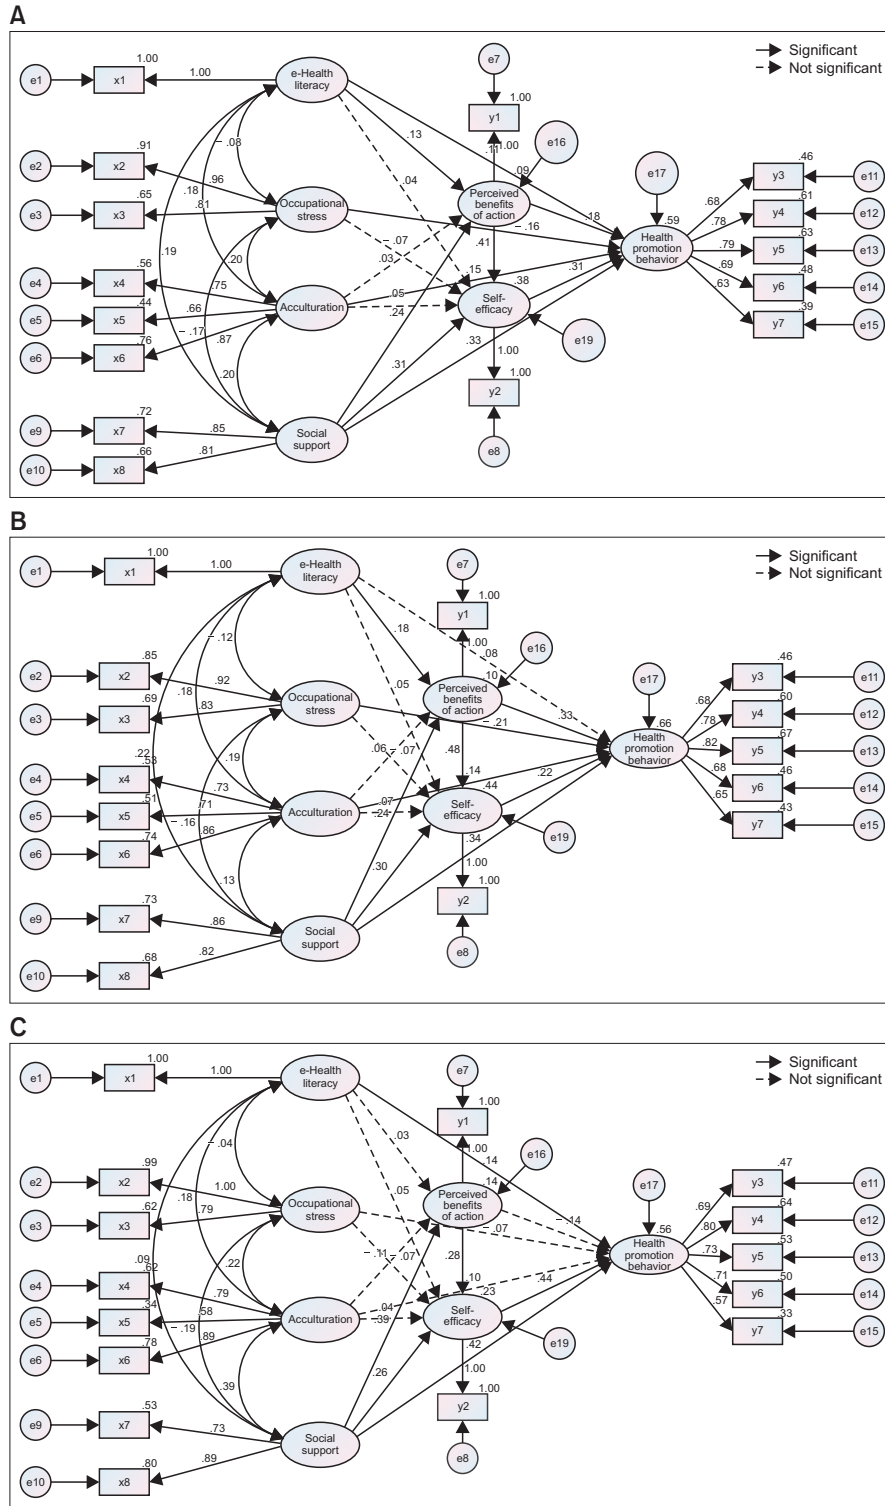 A
Significant
Not significant
e1
x1
1.00
1.00
e-Health
literacy
e7
1.00
y1
1.00
e16
.11
.09
.13
.04
– .08
.91
e2
x2
.96
.18
.65
e3
x3
.81
Occupational
stress
Perceived
benefits
of action
.18
– .16
e17
.59
Health
promotion
behavior
.46
y3
e11
.68
.61
y4
e12
.78
.63
y5
e13
.79
.48
y6
e14
.69
.39
y7
e15
.63
.19
– .07
.03
.41
.20
.56
e4
x4
.75
.44
e5
x5
.66
– .17
.76
e6
x6
.87
Acculturation
.05
.24
.15
.38
.31
Self-
efficacy
e19
.33
.31
.20
1.00
1.00
y2
e8
.72
e9
x7
.85
.66
e10
x8
.81
Social
support
B
Significant
Not significant
e1
x1
1.00
1.00
e-Health
literacy
e7
1.00
y1
1.00
.08
e16
.10
.18
.05
– .12
.85
e2
x2
.92
.18
.69
e3
x3
.83
Occupational
stress
Perceived
benefits
of action
.33
– .21
e17
.66
Health
promotion
behavior
.46
y3
e11
.68
.60
y4
e12
.78
.67
y5
e13
.82
.46
y6
e14
.68
.43
y7
e15
.65
.22
.06
– .07
.48
.19
.53
e4
x4
.73
.51
e5
x5
.71
– .16
.74
e6
x6
.86
Acculturation
.07
.24
.14
.44
.22
Self-
efficacy
e19
.34
.30
.13
1.00
1.00
y2
e8
.73
e9
x7
.86
.68
e10
x8
.82
Social
support
C
Significant
Not significant
e1
x1
1.00
1.00
e-Health
literacy
e7
1.00
y1
1.00
.14
e16
.14
.03
.05
– .04
.99
e2
x2
1.00
.18
.62
e3
x3
.79
Occupational
stress
Perceived
benefits
of action
– .14
– .07
e17
.56
Health
promotion
behavior
.47
y3
e11
.69
.64
y4
e12
.80
.53
y5
e13
.73
.50
y6
e14
.71
.33
y7
e15
.57
.09
– .11
– .07
.28
.22
.62
e4
x4
.79
.34
e5
x5
.58
– .19
.78
e6
x6
.89
Acculturation
.04
.39
.10
.23
.44
Self-
efficacy
e19
.42
.26
.39
1.00
1.00
y2
e8
.53
e9
x7
.73
.80
e10
x8
.89
Social
support